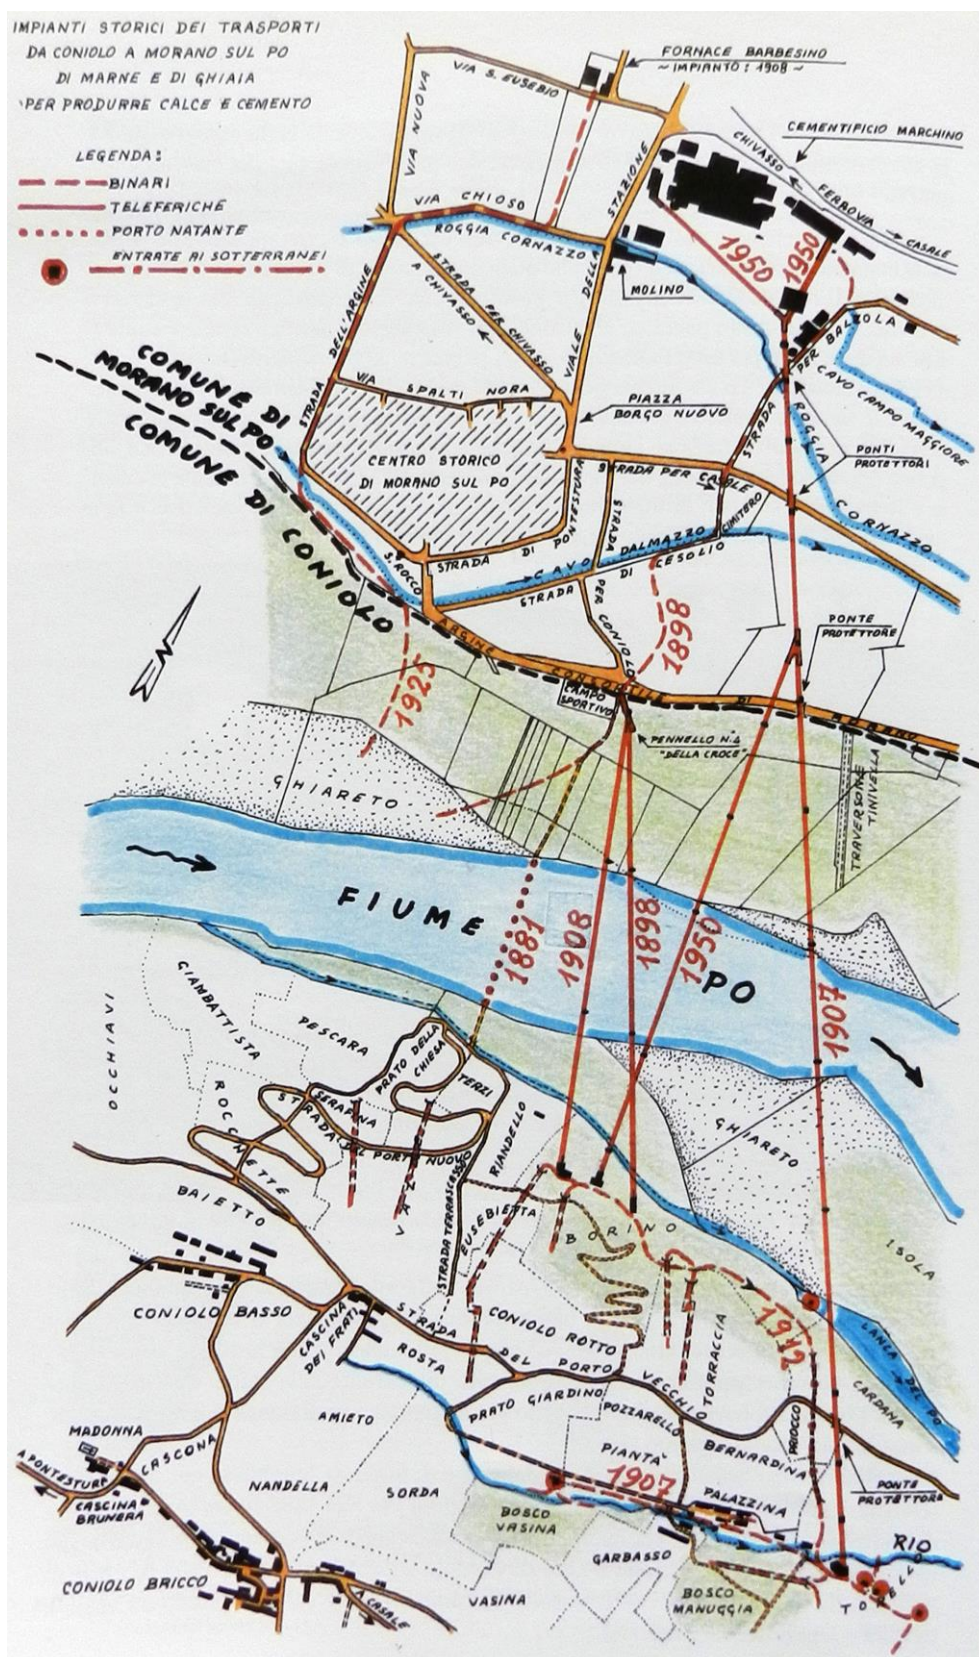 IMPIANTI STORICI DEI TRASPORTI
DA CONIOLO A MORANO SUL PO
DI MARNE E DI GHIAIA
PER PRODURRE CALCE E CEMENTO
LEGENDA:
BINARI
TELEFERICHE
PORTO NATANTE
ENTRATE AI SOTTERRANEI
FORNACE BARBESINO
~ IMPIANTO: 1908 ~
VIA S. EUSEBIO
VIA NUOVA
CEMENTIFICIO MARCHINO
CHIVASSO
FERROVIA
CASALE
VIA CHIOSO
ROGGIA CORNAZZO
VIALE DELLA STAZIONE
1950
1950
MOLINO
STRADA PER CHIVASSO
A CHIVASSO
STRADA DELL'ARGINE
STRADA PER BALZOLA
CAVO CAMPO MAGGIORE
COMUNE DI
MORANO SUL PO
COMUNE DI CONIOLO
VIA SPALTI NORA
PIAZZA
BORGO NUOVO
CENTRO STORICO
DI MORANO SUL PO
ROGGIA CORNAZZO
PONTI
PROTETTORI
STRADA PER CASALE
CIMITERO
STRADA DI PONTESTURA
S. ROCCO
CAVO DALMAZZO
STRADA DI CESOLIO
STRADA
STRADA PER CONIOLO
1898
1925
PONTE
PROTETTORE
ARGINE CONSORTILE DI MORANO
CAMPO
SPORTIVO
PENNELLO N.4
"DELLA CROCE"
TRAVERSONE
TINIVELLA
GHIARETO
FIUME PO
1881
1908
1898
1950
1907
OCCHIAVI
GIAMBATTISTA
PESCARA
PRATO DELLA
CHIESA
TERZI
SERAFINA
STRADA DEL PORTO NUOVO
ROCCHETTE
RIANDELLO
GHIARETO
BAIETTO
STRADA TERRASCASSO
EUSEBIETTA
BORINO
ISOLA
CONIOLO BASSO
CASCINA
DEI FRATI
STRADA DEL PORTO VECCHIO
CONIOLO ROTTO
ROSTA
1912
TORRACCIA
LANCA DEL PO
CARDANA
PRATO GIARDINO
POZZARELLO
PRIOCCO
AMIETO
MADONNA
CASCONA
BERNARDINA
PIANTA'
1907
A PONTESTURA
CASCINA
BRUNERA
NANDELLA
SORDA
PALAZZINA
PONTE
PROTETTORE
BOSCO
VASINA
RIO
TORELLO
GARBASSO
CONIOLO BRICCO
A CASALE
VASINA
BOSCO
MANUGGIA